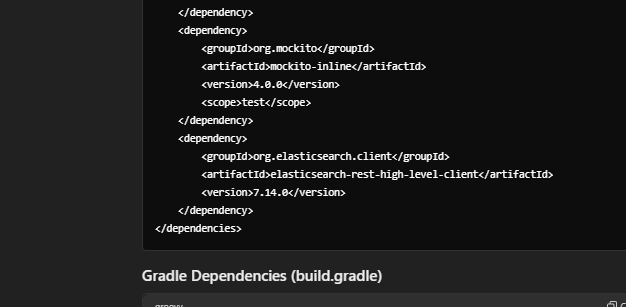 </dependency>
<dependency>
<groupId>org.mockito</groupId>
<artifactId>mockito-inline</artifactId>
<version>4.0.0</version>
<scope>test</scope>
</dependency>
<dependency>
<groupId>org.elasticsearch.client</groupId>
<artifactId>elasticsearch-rest-high-level-client</artifactId>
<version>7.14.0</version>
</dependency>
</dependencies>
Gradle Dependencies (build.gradle)